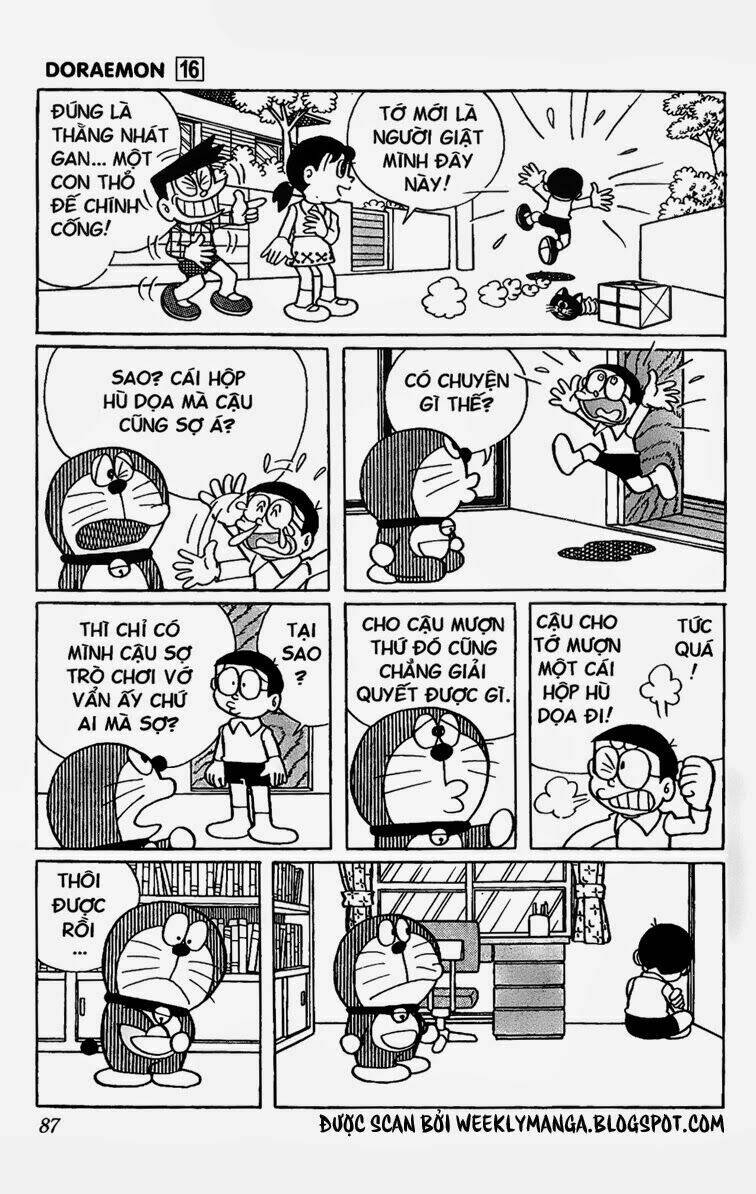 DORAEMON 16
TỚ MỚI LÀ
NGƯỜI GIẬT
MÌNH ĐÂY
NÀY!
ĐÚNG LÀ
THẰNG NHÁT
GAN... MỘT
CON THỎ
ĐẾ CHÍNH
CỐNG!
CÓ CHUYỆN
GÌ THẾ?
SAO? CÁI HỘP
HÙ DỌA MÀ CẬU
CŨNG SỢ Á?
TỨC
QUÁ
!
CẬU CHO
TỚ MƯỢN
MỘT CÁI
HỘP HÙ
DỌA ĐI!
CHO CẬU MƯỢN
THỨ ĐÓ CŨNG
CHẲNG GIẢI
QUYẾT ĐƯỢC GÌ.
TẠI
SAO
?
THÌ CHỈ CÓ
MÌNH CẬU SỢ
TRÒ CHƠI VỚ
VẨN ẤY CHỨ
AI MÀ SỢ?
THÔI
ĐƯỢC
RỒI
...
87
ĐƯỢC SCAN BỞI WEEKLYMANGA.BLOGSPOT.COM